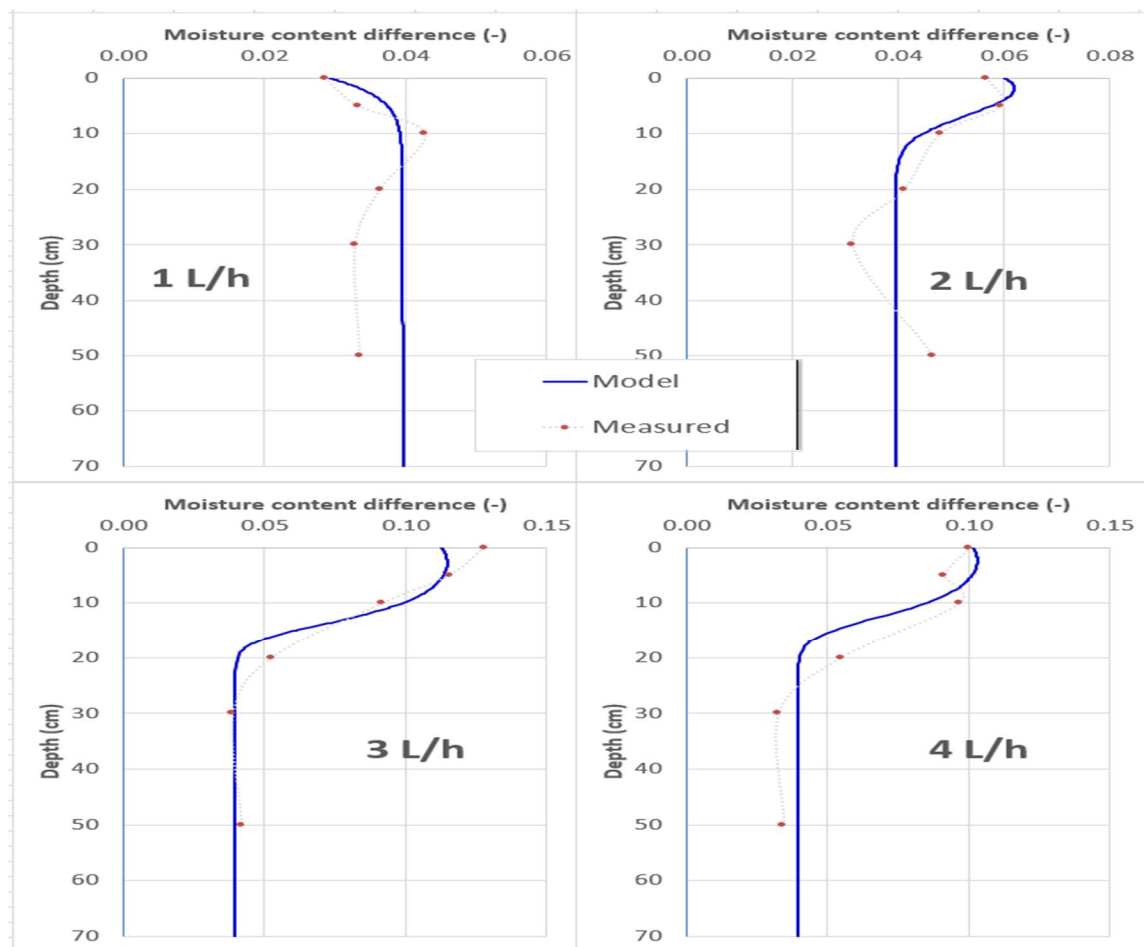 Moisture content difference (-)
0.00 0.02 0.04 0.06
0
10
20
30
40
50
60
70
Depth (cm)
1 L/h
Moisture content difference (-)
0.00 0.02 0.04 0.06 0.08
0
10
20
30
40
50
60
70
Depth (cm)
2 L/h
Model
Measured
Moisture content difference (-)
0.00 0.05 0.10 0.15
0
10
20
30
40
50
60
70
Depth (cm)
3 L/h
Moisture content difference (-)
0.00 0.05 0.10 0.15
0
10
20
30
40
50
60
70
Depth (cm)
4 L/h